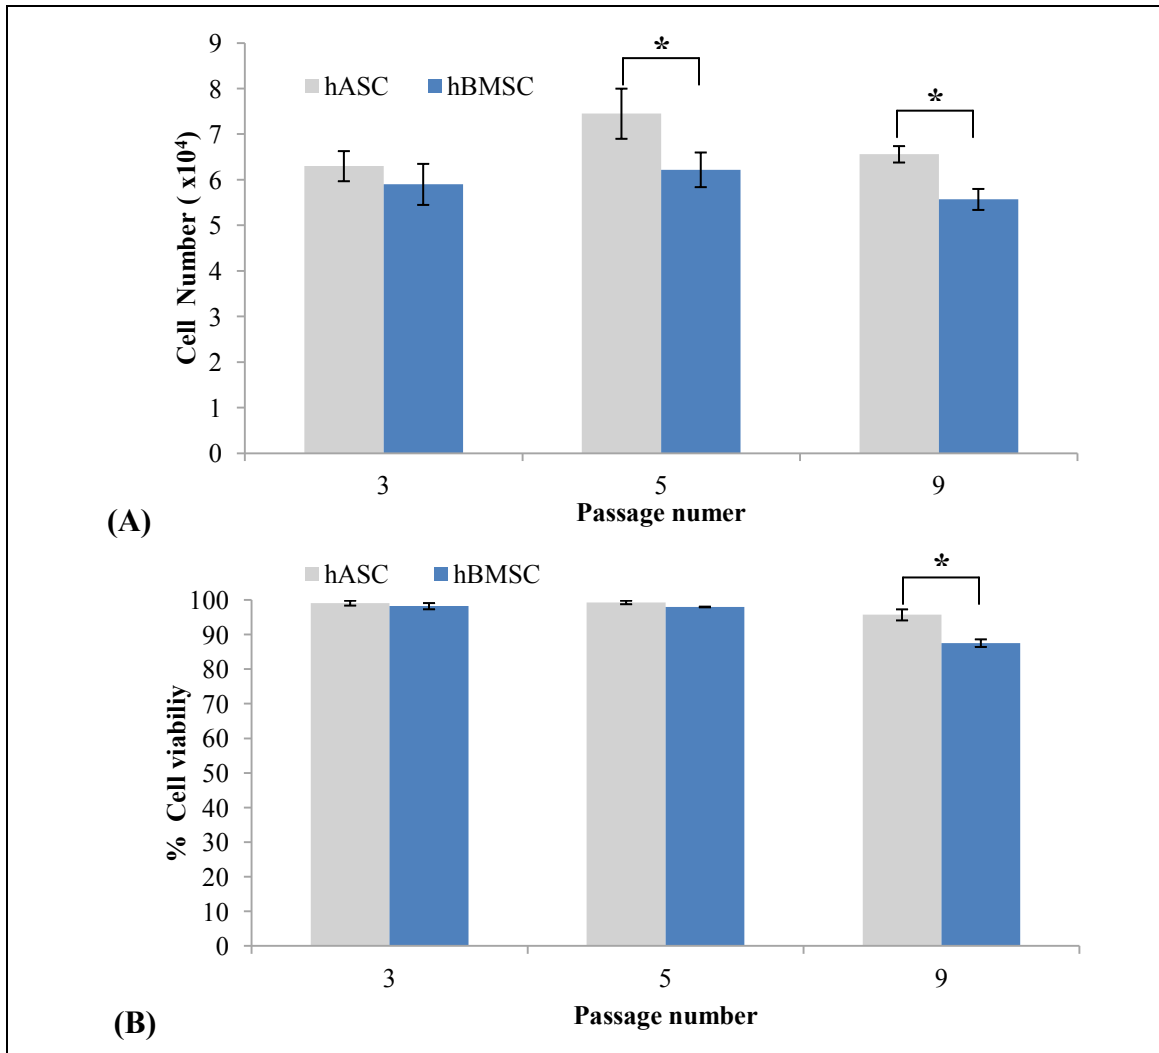 9
8
7
6
5
4
3
2
1
0
Cell Number ( x10⁴)
hASC hBMSC
*
*
3 5 9
Passage numer
(A)
hASC hBMSC
*
100
90
80
70
60
50
40
30
20
10
0
% Cell viabiliy
3 5 9
Passage number
(B)